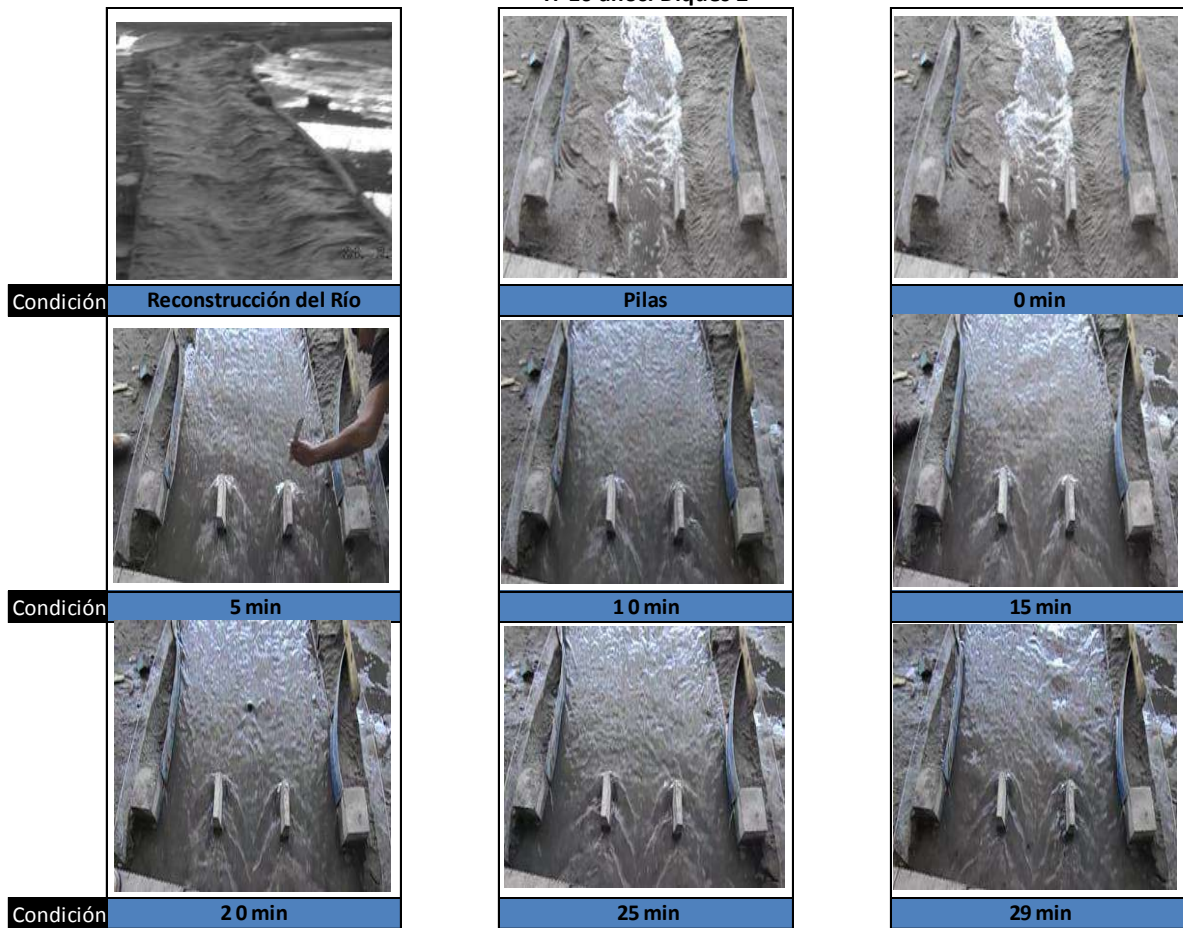 Condición Reconstrucción del Río Pilas 0 min
Condición 5 min 1 0 min 15 min
Condición 2 0 min 25 min 29 min